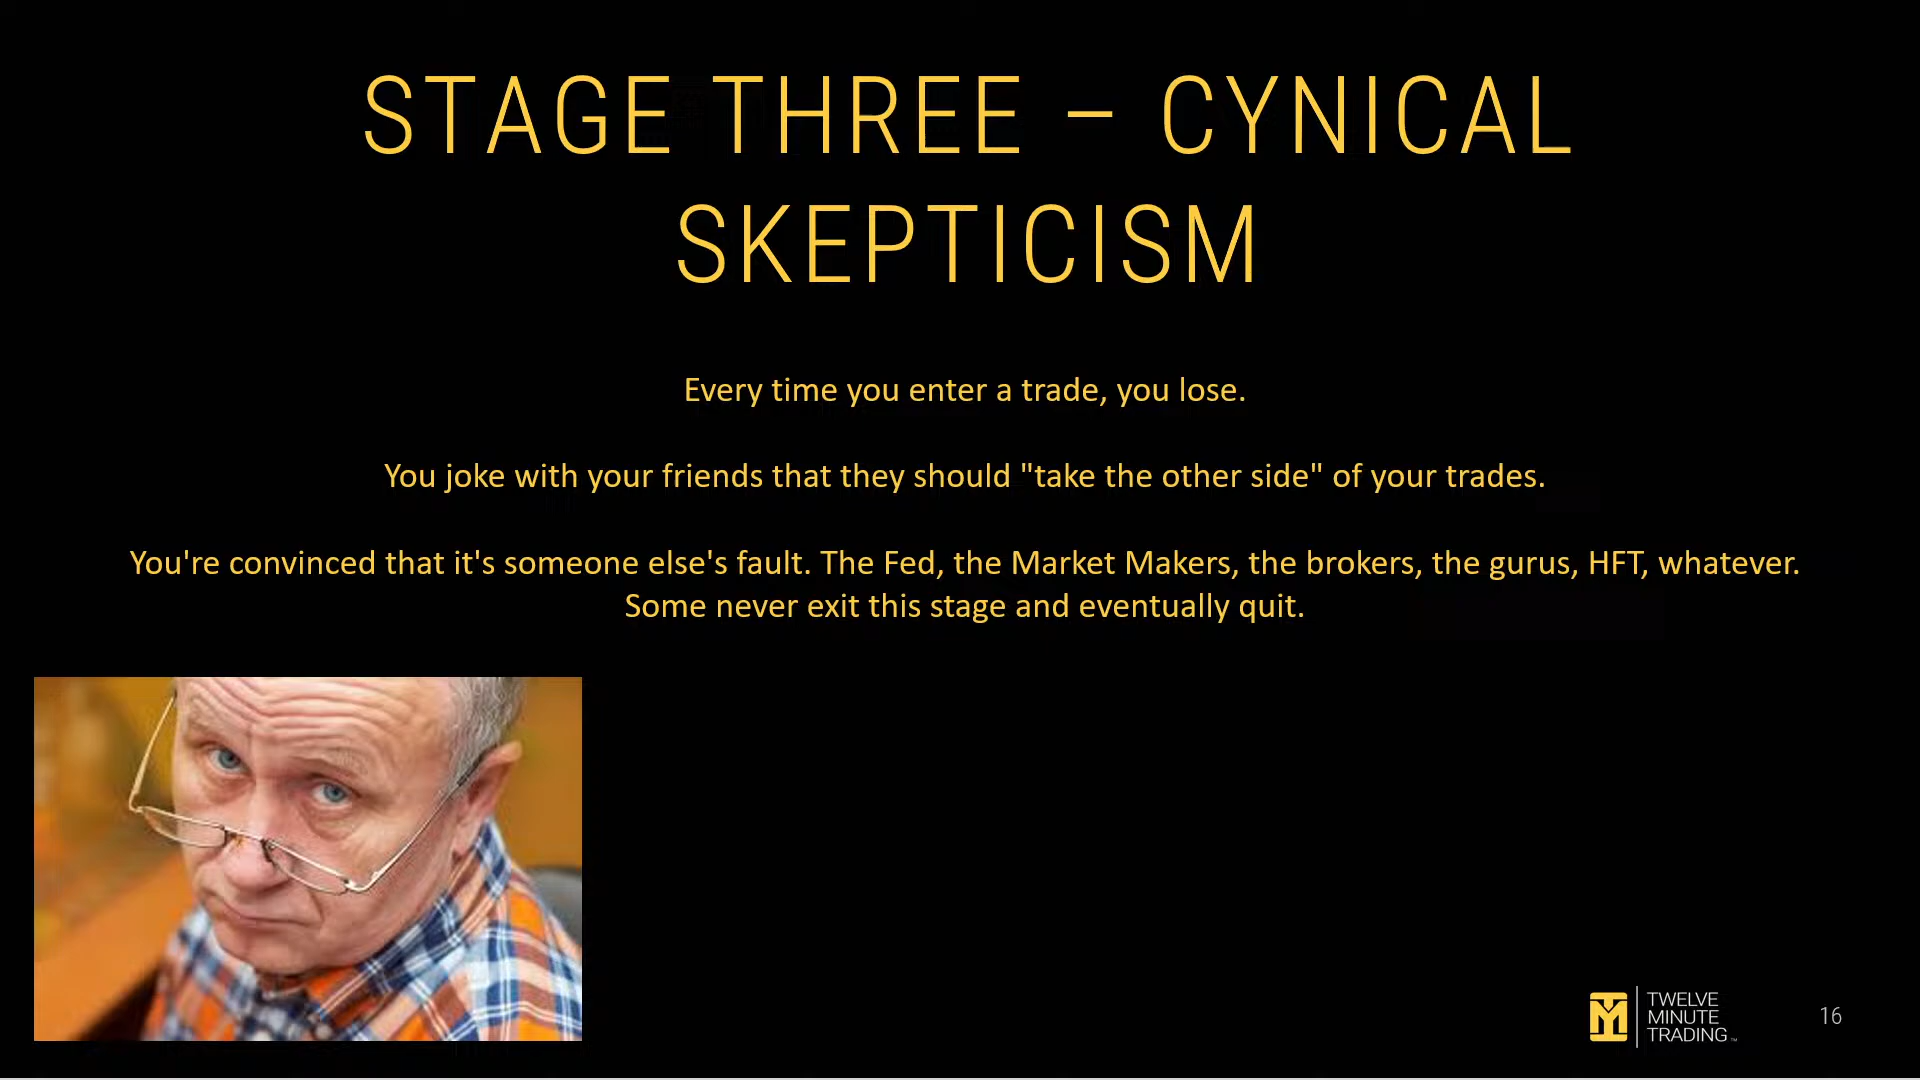 STAGE THREE – CYNICAL
SKEPTICISM
Every time you enter a trade, you lose.
You joke with your friends that they should "take the other side" of your trades.
You're convinced that it's someone else's fault. The Fed, the Market Makers, the brokers, the gurus, HFT, whatever.
Some never exit this stage and eventually quit.
TWELVE
MINUTE
TRADING™
16